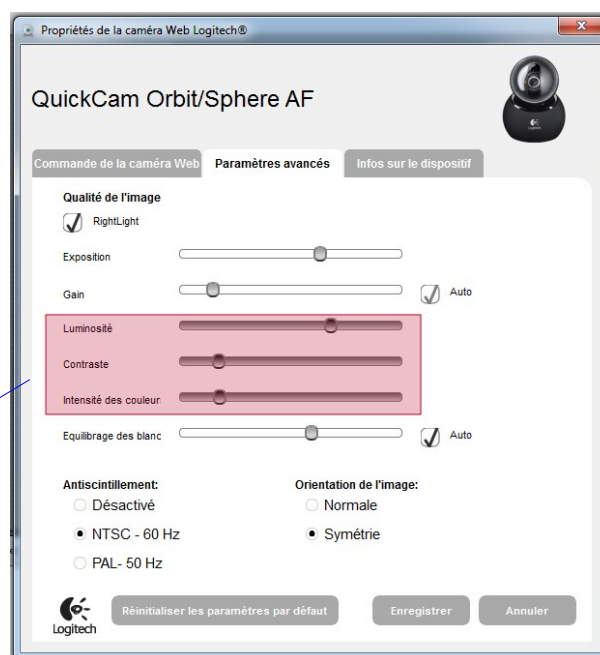 Propriétés de la caméra Web Logitech®
QuickCam Orbit/Sphere AF
Logitech
Commande de la caméra Web Paramètres avancés Infos sur le dispositif
Qualité de l'image
RightLight
Exposition
Gain Auto
Luminosité
Contraste
Intensité des couleur
Equilibrage des blanc Auto
Antiscintillement: Orientation de l'image:
Désactivé Normale
NTSC - 60 Hz Symétrie
PAL- 50 Hz
Logitech Réinitialiser les paramètres par défaut Enregistrer Annuler